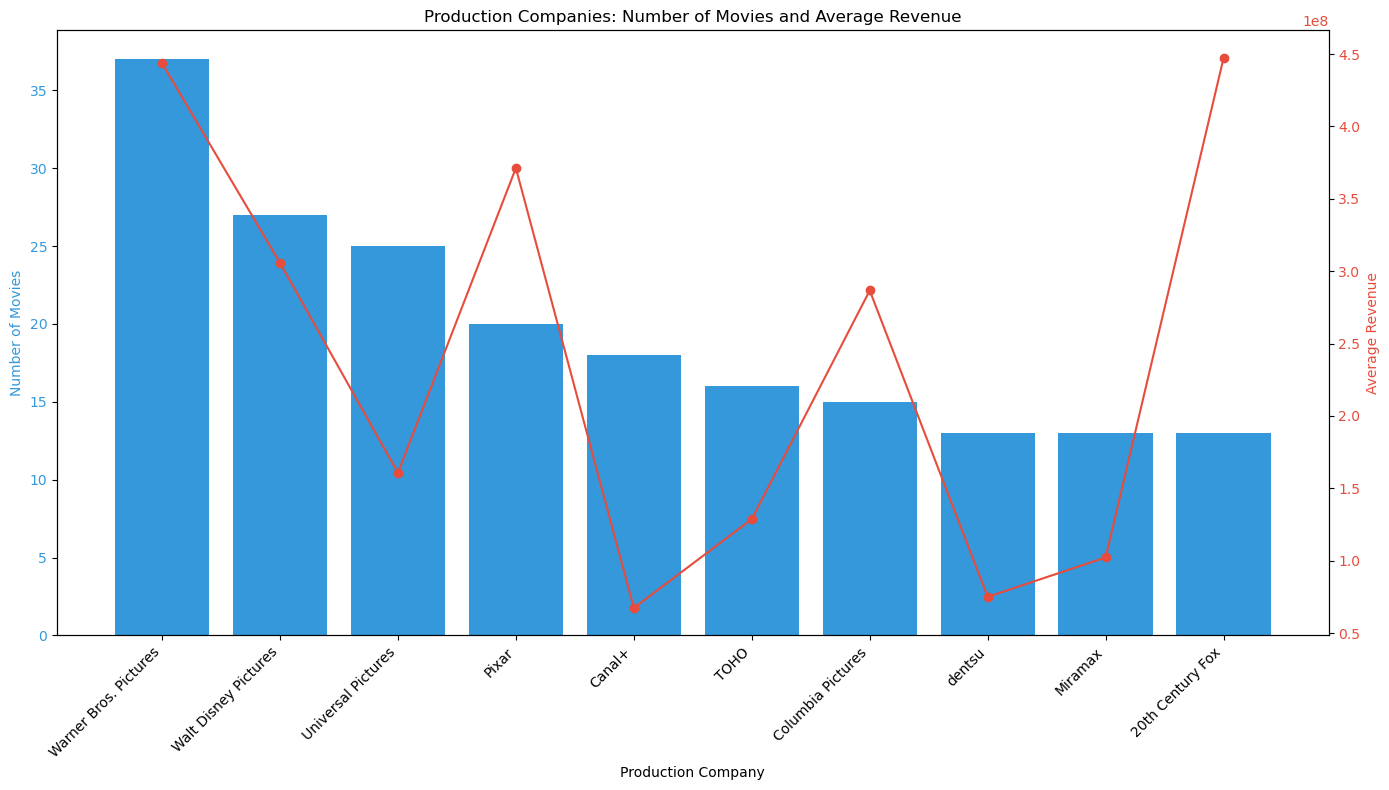 Production Companies: Number of Movies and Average Revenue
1e8
Number of Movies
35
30
25
20
15
10
5
0
4.5
4.0
3.5
3.0
2.5
2.0
1.5
1.0
0.5
Average Revenue
Warner Bros. Pictures
Walt Disney Pictures
Universal Pictures
Pixar
Canal+
TOHO
Columbia Pictures
dentsu
Miramax
20th Century Fox
Production Company